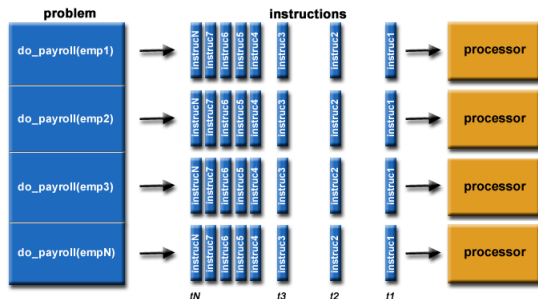 problem
instructions
do_payroll(emp1)
instrucN
instruc7
instruc6
instruc5
instruc4
instruc3
instruc2
instruc1
processor
do_payroll(emp2)
instrucN
instruc7
instruc6
instruc5
instruc4
instruc3
instruc2
instruc1
processor
do_payroll(emp3)
instrucN
instruc7
instruc6
instruc5
instruc4
instruc3
instruc2
instruc1
processor
do_payroll(empN)
instrucN
instruc7
instruc6
instruc5
instruc4
instruc3
instruc2
instruc1
processor
tN t3 t2 t1